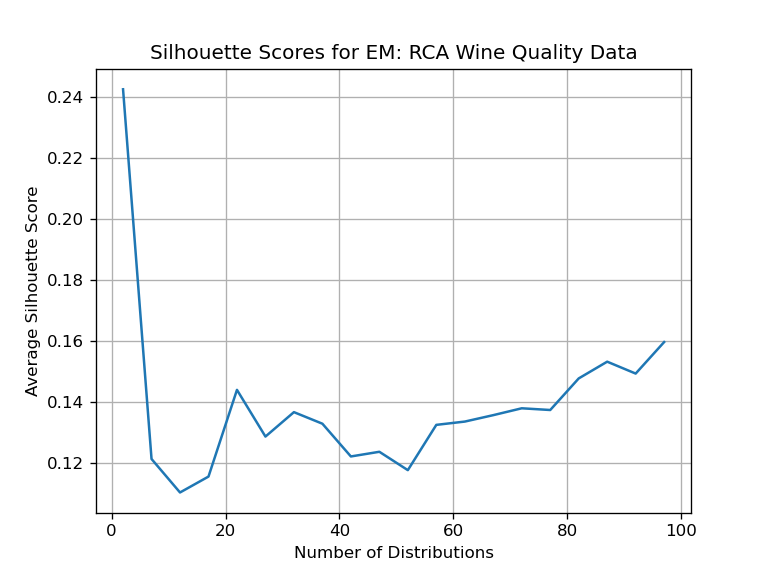 Silhouette Scores for EM: RCA Wine Quality Data
0.24
0.22
0.20
0.18
0.16
0.14
0.12
Average Silhouette Score
0 20 40 60 80 100
Number of Distributions